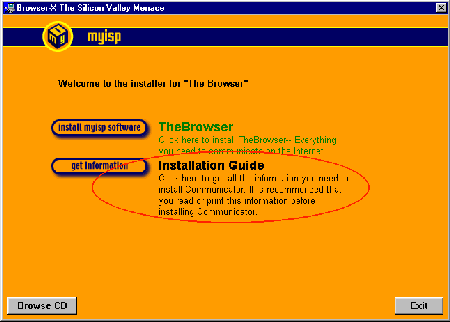 Browser-X The Silicon Valley Menace
myisp
Welcome to the installer for "The Browser"
install myisp software
TheBrowser
Click here to install TheBrowser-- Everything
you need to communicate on the Internet
get information
Installation Guide
Click here to get all the information you need to
install Communicator. It is recommended that
you read or print this information before
installing Communicator.
Browse CD
Exit